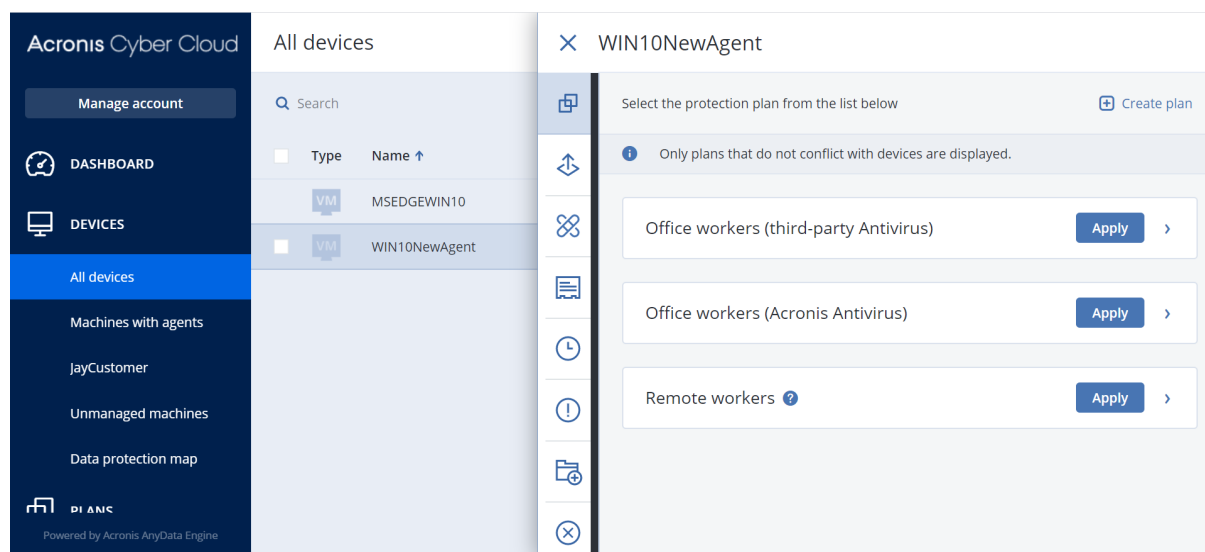 Acronis Cyber Cloud
Manage account
DASHBOARD
DEVICES
All devices
Machines with agents
JayCustomer
Unmanaged machines
Data protection map
PLANS
Powered by Acronis AnyData Engine
All devices
Search
Type Name ↑
VM MSEDGEWIN10
VM WIN10NewAgent
WIN10NewAgent
Select the protection plan from the list below Create plan
Only plans that do not conflict with devices are displayed.
Office workers (third-party Antivirus) Apply
Office workers (Acronis Antivirus) Apply
Remote workers ? Apply